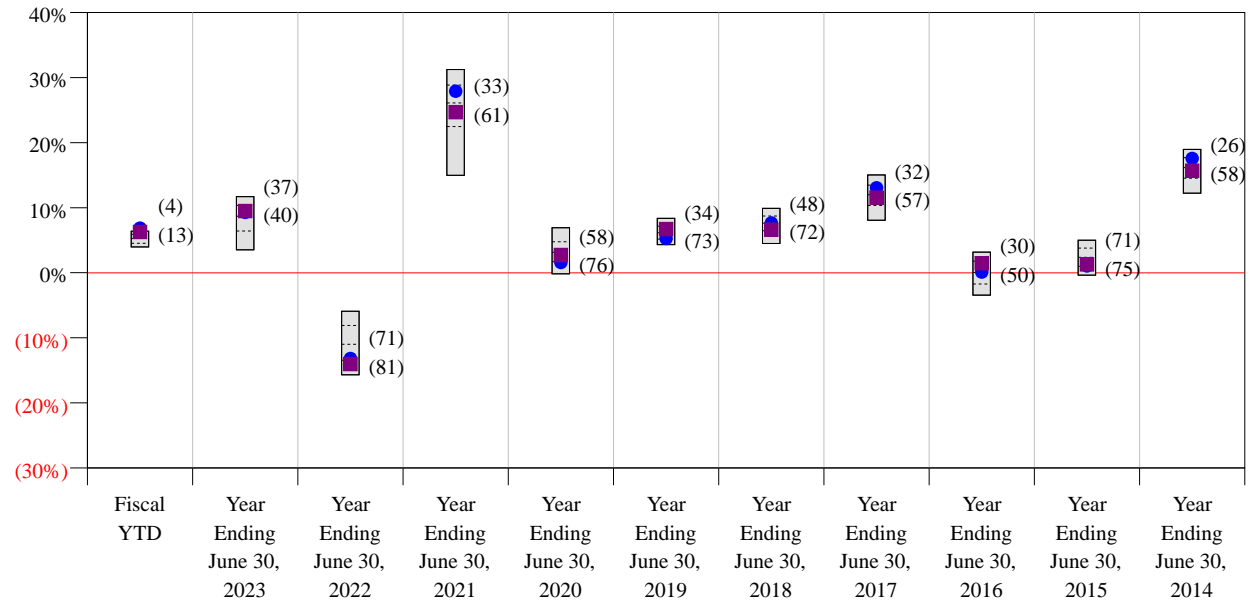 40%
30%
20%
10%
0%
(10%)
(20%)
(30%)
(4)
(13)
(37)
(40)
(71)
(81)
(33)
(61)
(58)
(76)
(34)
(73)
(48)
(72)
(32)
(57)
(30)
(50)
(71)
(75)
(26)
(58)
Fiscal
YTD
Year
Ending
June 30,
2023
Year
Ending
June 30,
2022
Year
Ending
June 30,
2021
Year
Ending
June 30,
2020
Year
Ending
June 30,
2019
Year
Ending
June 30,
2018
Year
Ending
June 30,
2017
Year
Ending
June 30,
2016
Year
Ending
June 30,
2015
Year
Ending
June 30,
2014